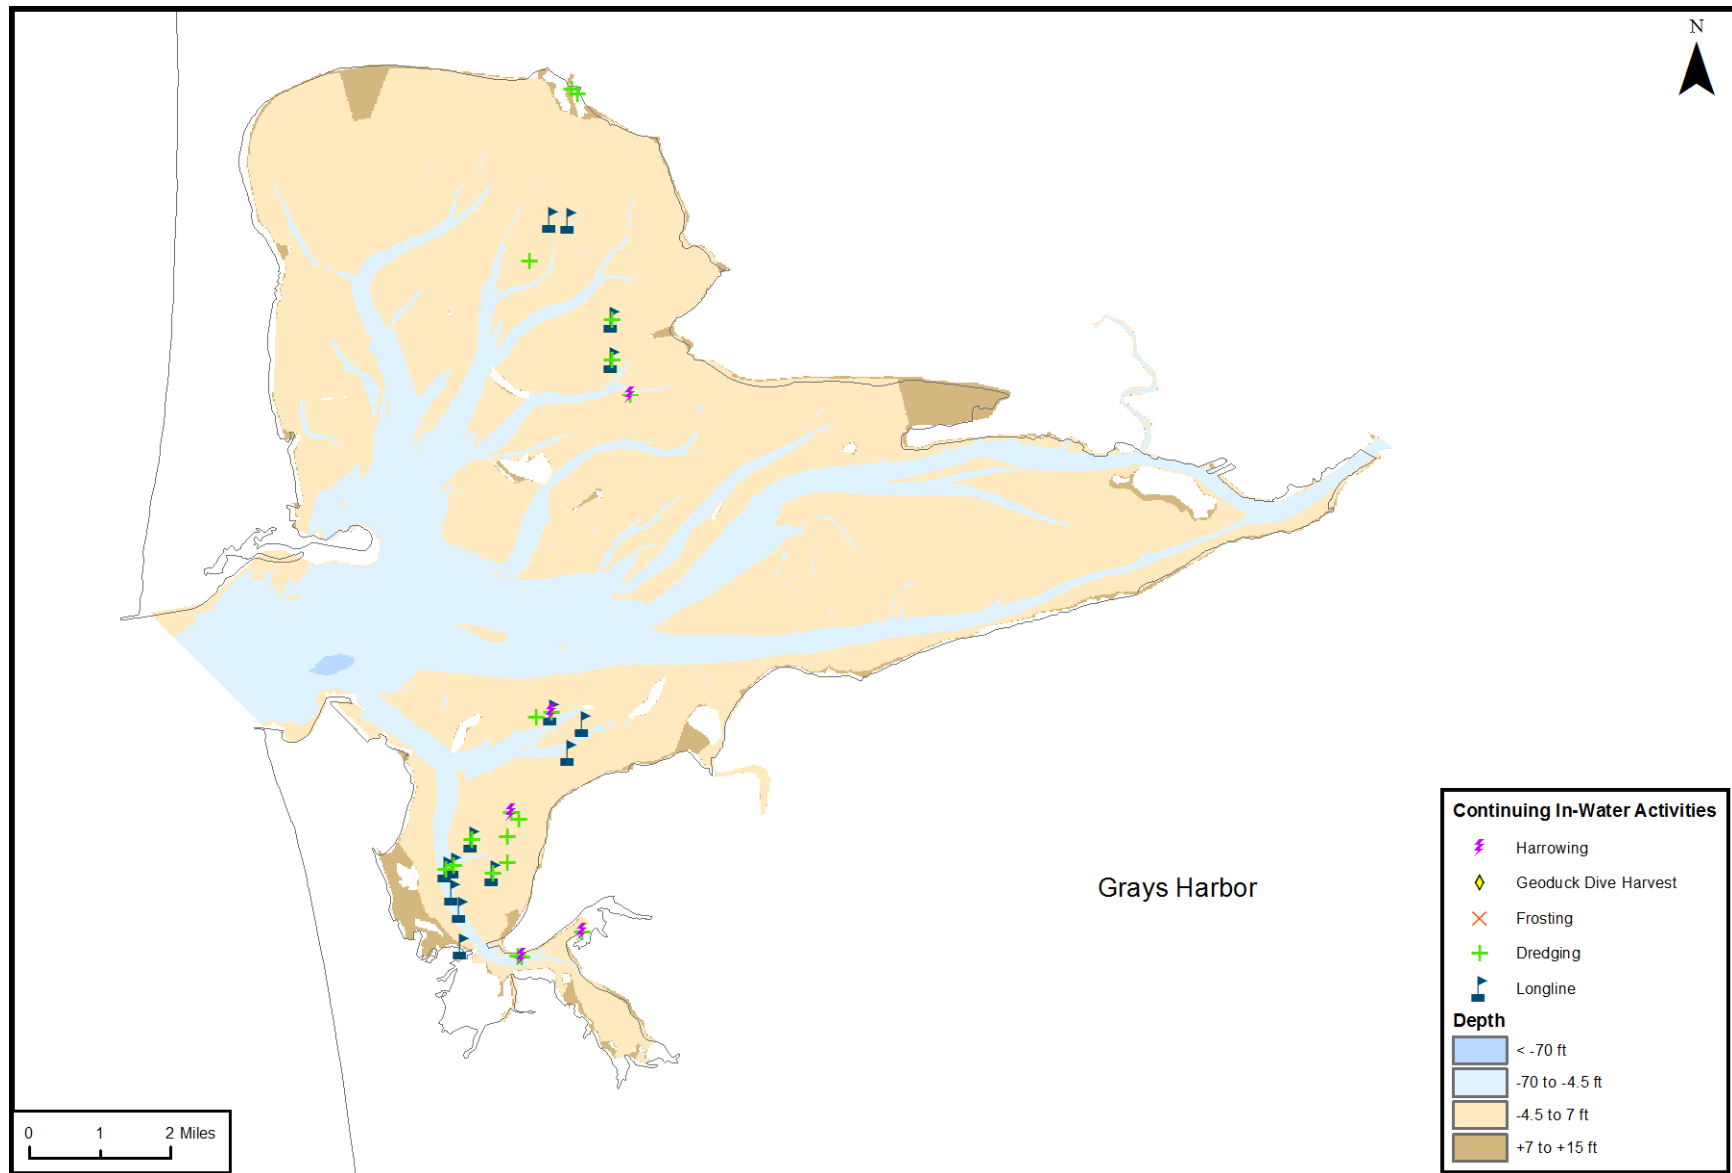 N
Grays Harbor
Continuing In-Water Activities
Harrowing
Geoduck Dive Harvest
Frosting
Dredging
Longline
Depth
< -70 ft
-70 to -4.5 ft
-4.5 to 7 ft
+7 to +15 ft
0 1 2 Miles